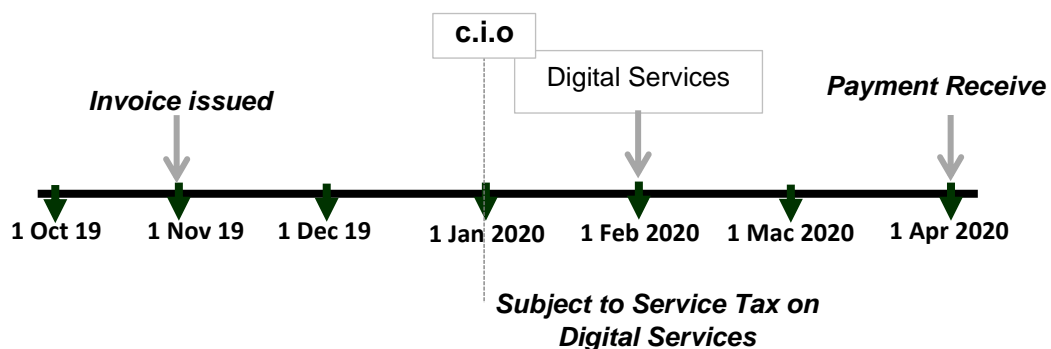 c.i.o
Digital Services
Invoice issued
Payment Receive
1 Oct 19
1 Nov 19
1 Dec 19
1 Jan 2020
1 Feb 2020
1 Mac 2020
1 Apr 2020
Subject to Service Tax on
Digital Services